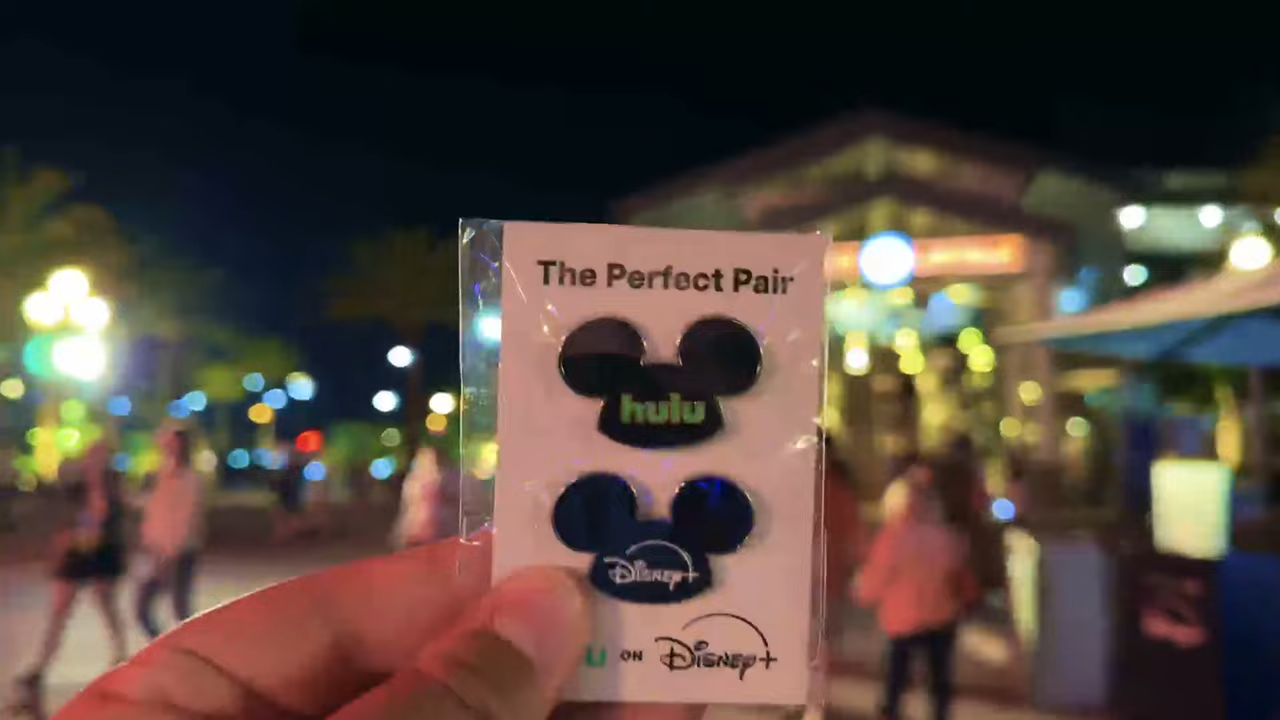 The Perfect Pair
hulu
Disney+
u ON Disney+